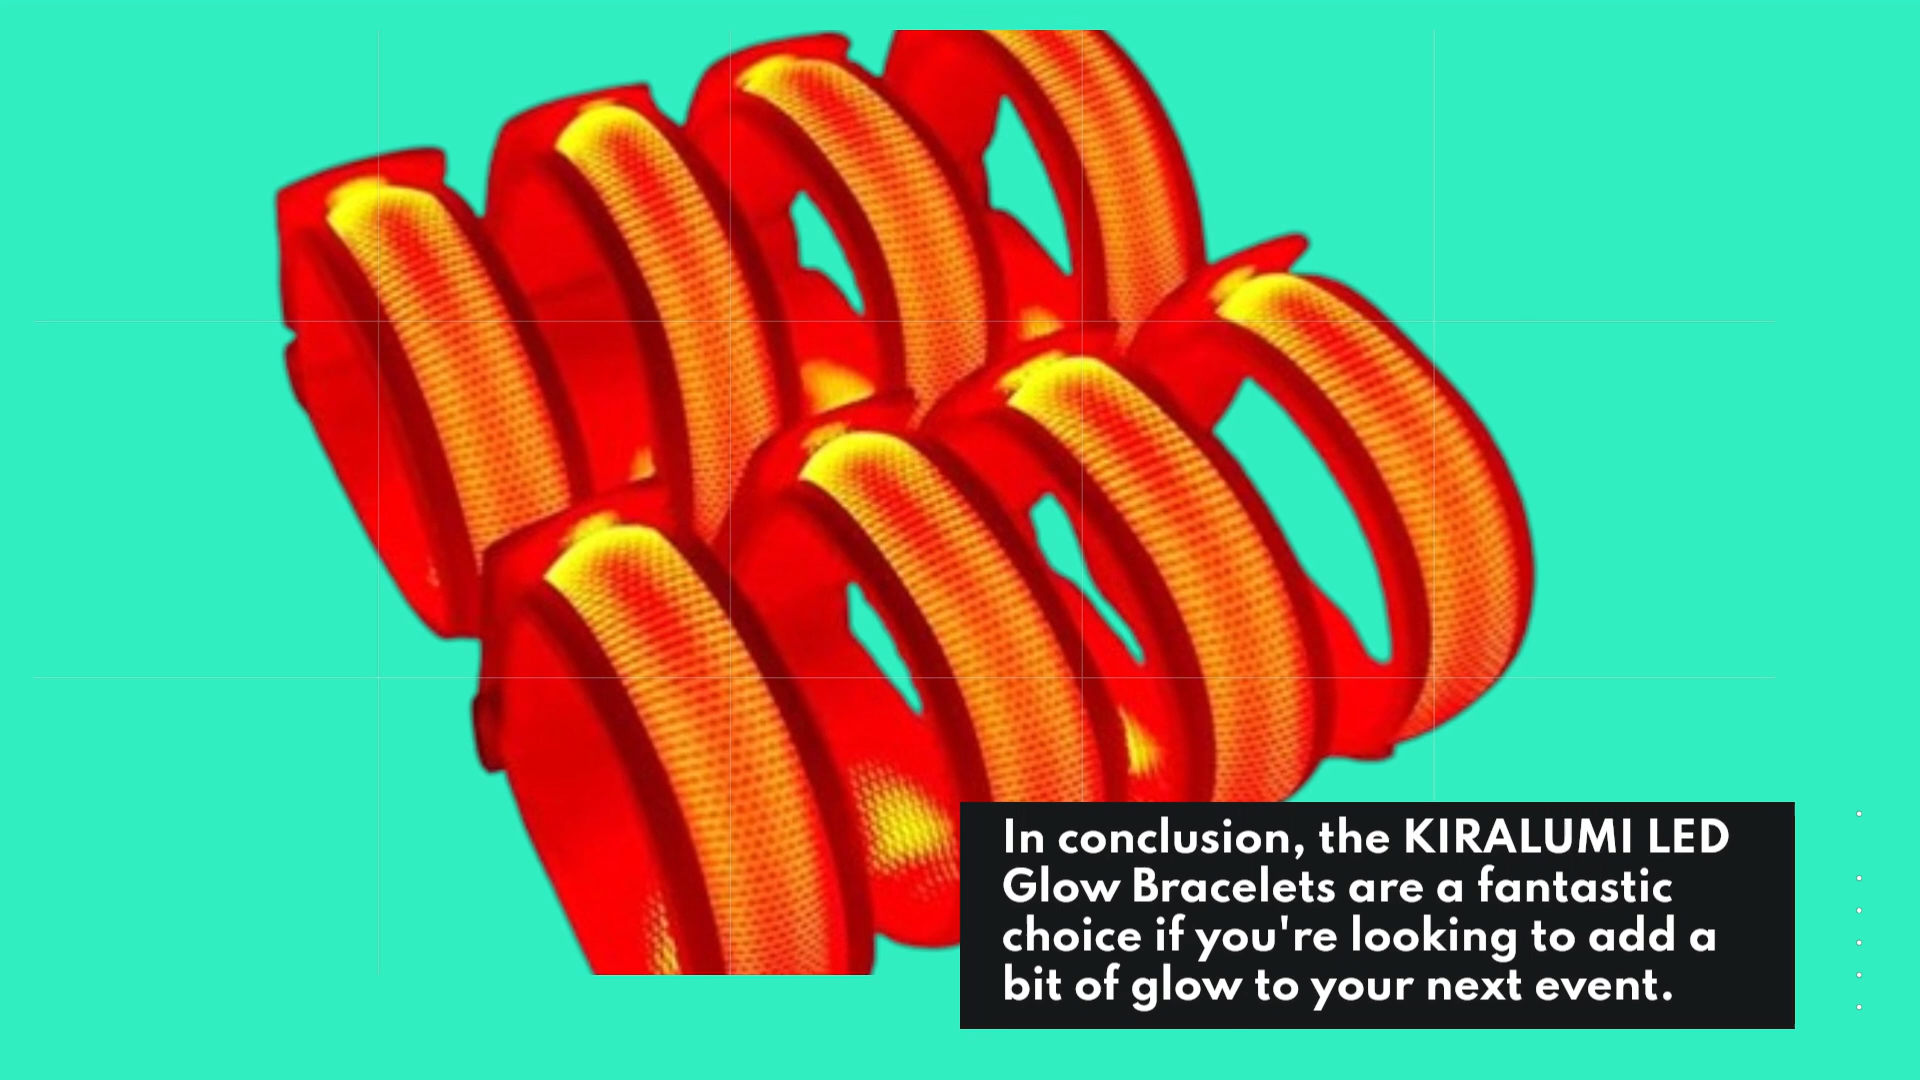 In conclusion, the KIRALUMI LED
Glow Bracelets are a fantastic
choice if you're looking to add a
bit of glow to your next event.